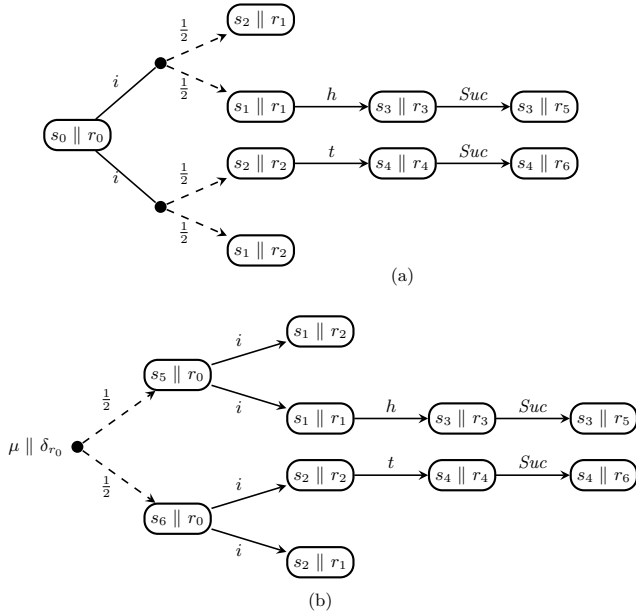 1/2
s₂ ∥ r₁
i
1/2
s₁ ∥ r₁
h
s₃ ∥ r₃
Suc
s₃ ∥ r₅
s₀ ∥ r₀
i
1/2
s₂ ∥ r₂
t
s₄ ∥ r₄
Suc
s₄ ∥ r₆
1/2
s₁ ∥ r₂
(a)
i
s₁ ∥ r₂
1/2
s₅ ∥ r₀
i
s₁ ∥ r₁
h
s₃ ∥ r₃
Suc
s₃ ∥ r₅
μ ∥ δ_{r₀}
1/2
s₆ ∥ r₀
i
s₂ ∥ r₂
t
s₄ ∥ r₄
Suc
s₄ ∥ r₆
i
s₂ ∥ r₁
(b)